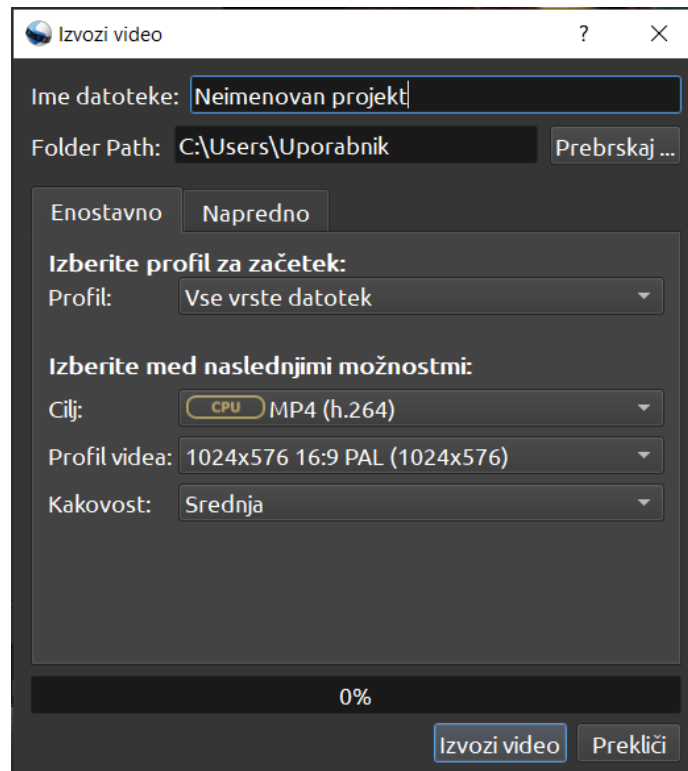 Izvozi video ?
Ime datoteke: Neimenovan projekt
Folder Path: C:\Users\Uporabnik Prebrskaj ...
Enostavno Napredno
Izberite profil za začetek:
Profil: Vse vrste datotek
Izberite med naslednjimi možnostmi:
Cilj: CPU MP4 (h.264)
Profil videa: 1024x576 16:9 PAL (1024x576)
Kakovost: Srednja
0%
Izvozi video Prekliči